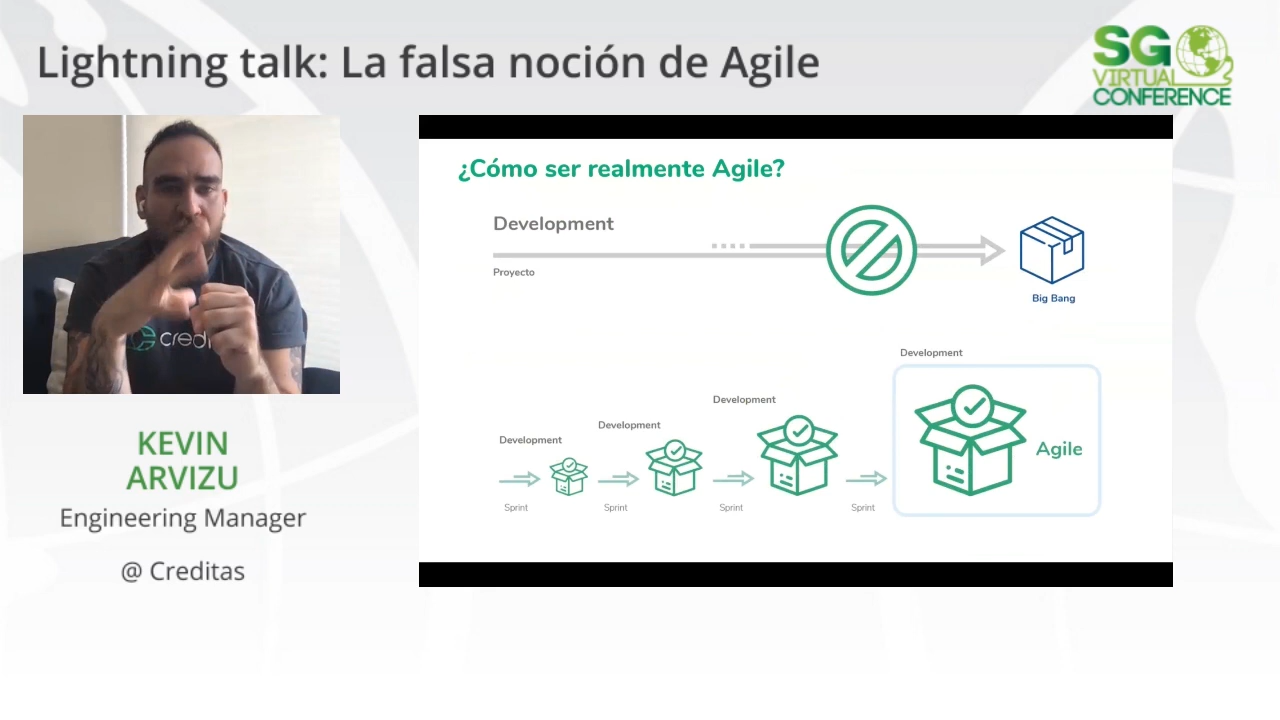 Lightning talk: La falsa noción de Agile
SG
VIRTUAL
CONFERENCE
¿Cómo ser realmente Agile?
Development
Proyecto
Big Bang
Development
Agile
Development
Development
Development
Sprint
Sprint
Sprint
Sprint
KEVIN
ARVIZU
Engineering Manager
@ Creditas